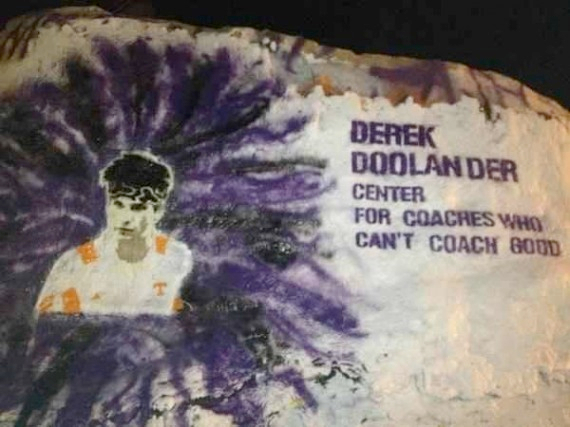 DEREK
DOOLANDER
CENTER
FOR COACHES WHO
CAN'T COACH GOOD
T